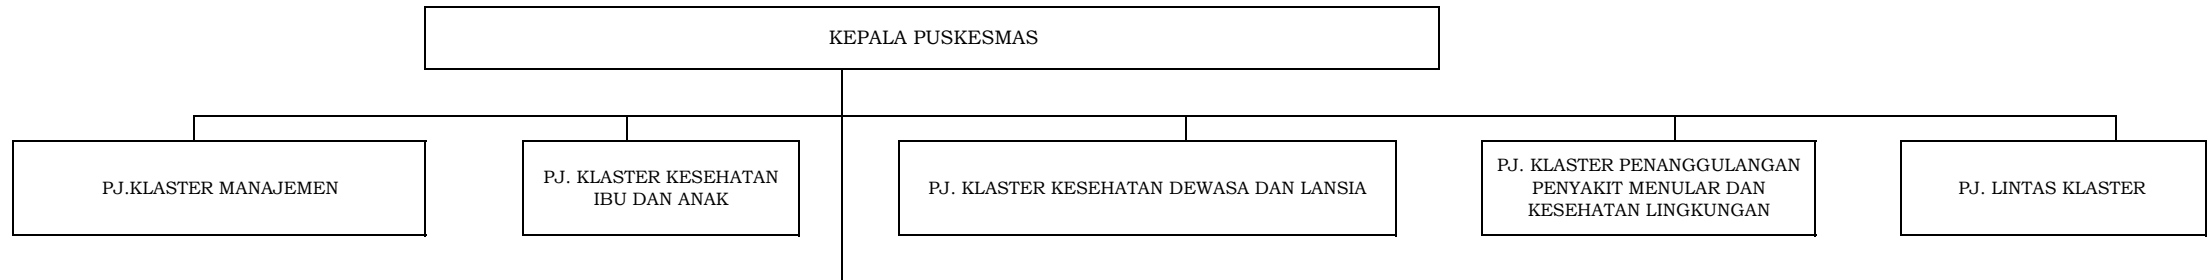 KEPALA PUSKESMAS
PJ.KLASTER MANAJEMEN
PJ. KLASTER KESEHATAN
IBU DAN ANAK
PJ. KLASTER KESEHATAN DEWASA DAN LANSIA
PJ. KLASTER PENANGGULANGAN
PENYAKIT MENULAR DAN
KESEHATAN LINGKUNGAN
PJ. LINTAS KLASTER